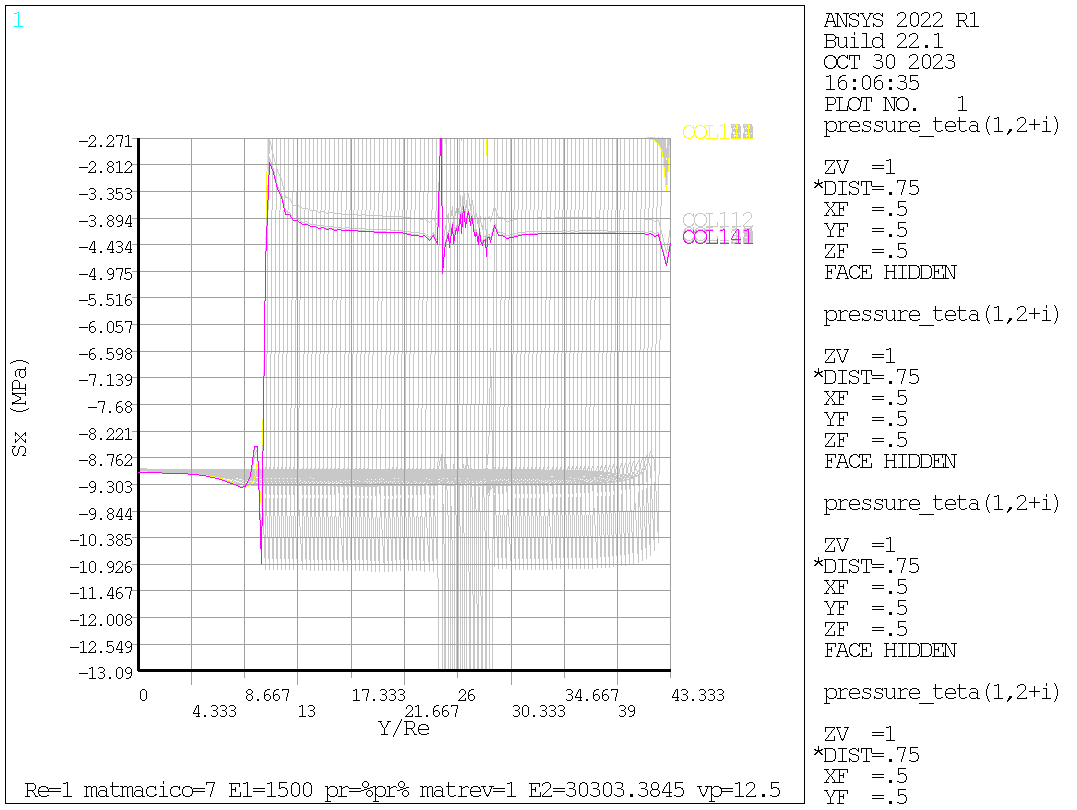 1
ANSYS 2022 R1
Build 22.1
OCT 30 2023
16:06:35
PLOT NO. 1
pressure_teta(1,2+i)
ZV =1
*DIST=.75
XF =.5
YF =.5
ZF =.5
FACE HIDDEN
pressure_teta(1,2+i)
ZV =1
*DIST=.75
XF =.5
YF =.5
ZF =.5
FACE HIDDEN
pressure_teta(1,2+i)
ZV =1
*DIST=.75
XF =.5
YF =.5
ZF =.5
FACE HIDDEN
pressure_teta(1,2+i)
ZV =1
*DIST=.75
XF =.5
YF =.5
COL112
Sx (MPa)
-2.271
-2.812
-3.353
-3.894
-4.434
-4.975
-5.516
-6.057
-6.598
-7.139
-7.68
-8.221
-8.762
-9.303
-9.844
-10.385
-10.926
-11.467
-12.008
-12.549
-13.09
0 8.667 17.333 26 34.667 43.333
4.333 13 21.667 30.333 39
Y/Re
Re=1 matmacico=7 E1=1500 pr=%pr% matrev=1 E2=30303.3845 vp=12.5